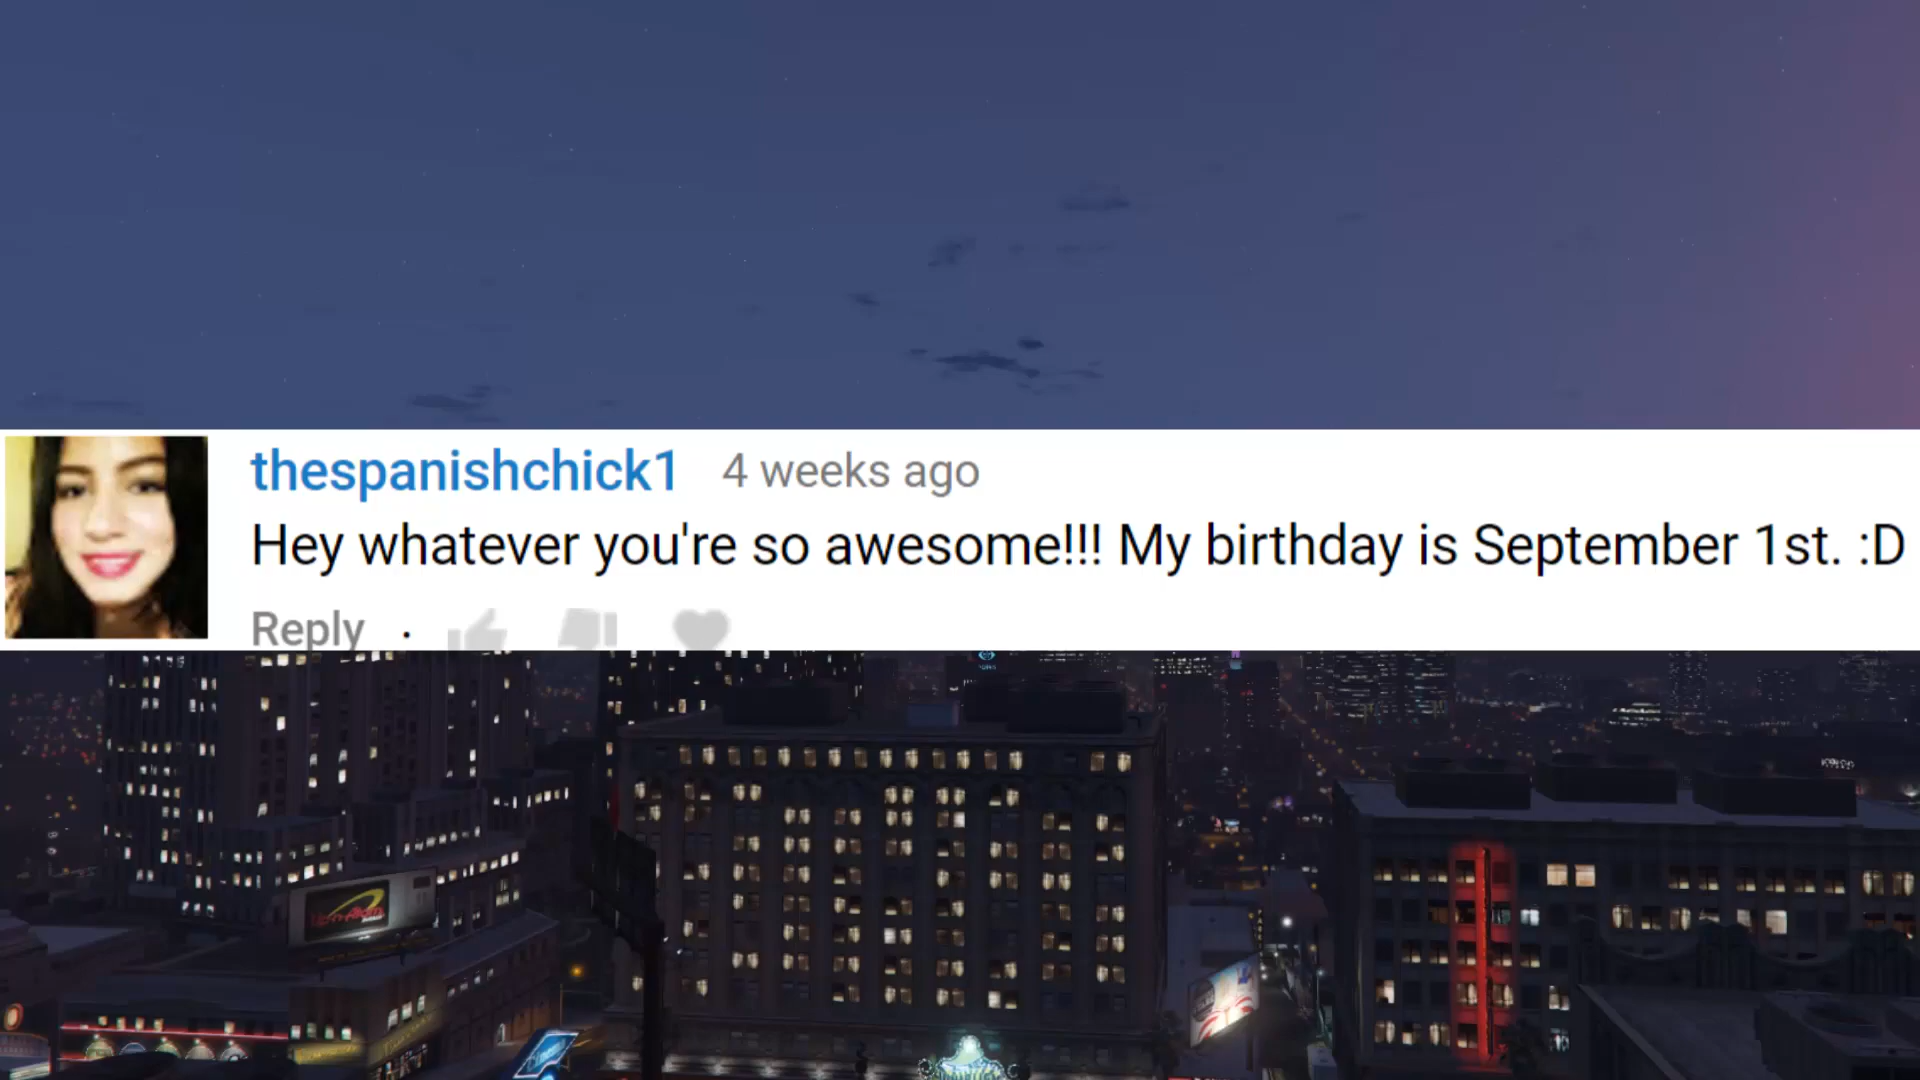 thespanishchick1 4 weeks ago
Hey whatever you're so awesome!!! My birthday is September 1st. :D
Reply .